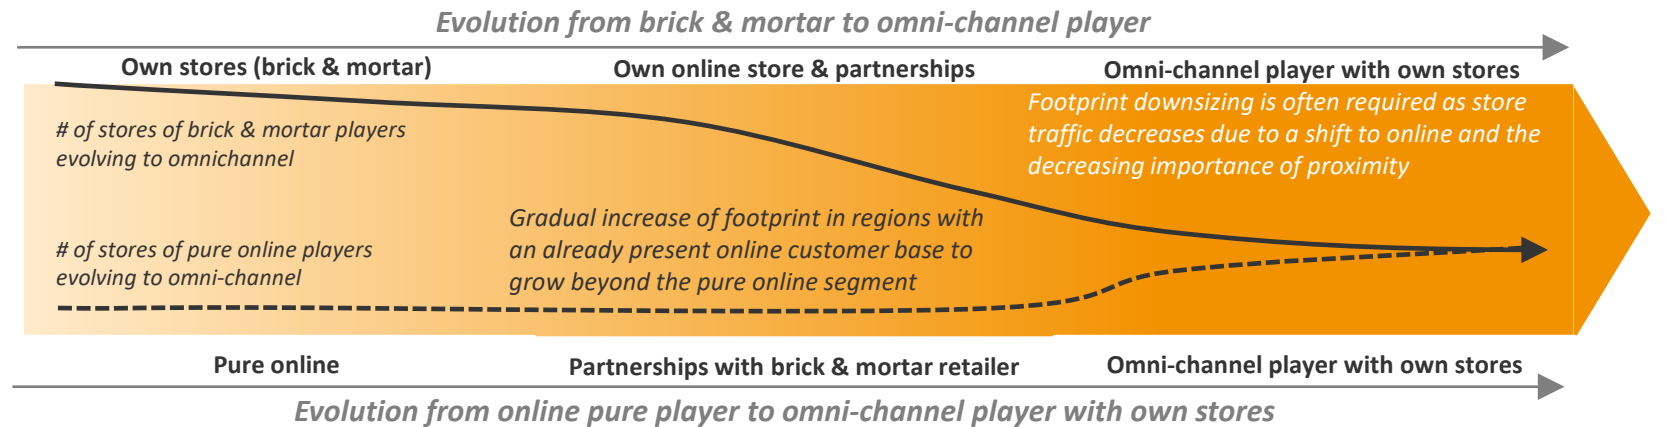 Evolution from brick & mortar to omni-channel player
Own stores (brick & mortar)
Own online store & partnerships
Omni-channel player with own stores
# of stores of brick & mortar players
evolving to omnichannel
Footprint downsizing is often required as store
traffic decreases due to a shift to online and the
decreasing importance of proximity
Gradual increase of footprint in regions with
an already present online customer base to
grow beyond the pure online segment
# of stores of pure online players
evolving to omni-channel
Pure online
Partnerships with brick & mortar retailer
Omni-channel player with own stores
Evolution from online pure player to omni-channel player with own stores